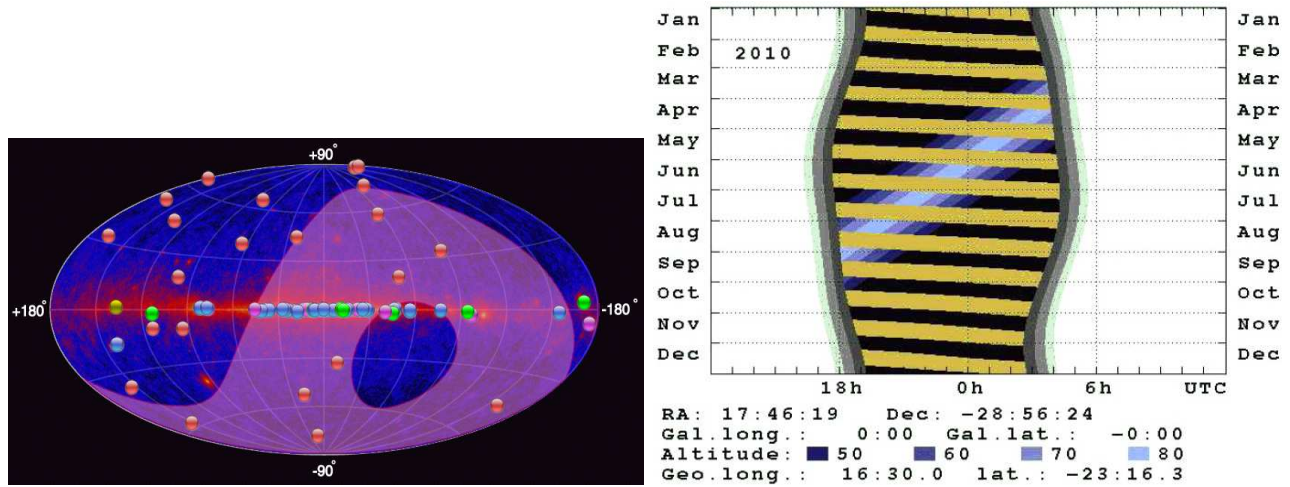 +90°
+180°
-180°
-90°
Jan Jan
Feb Feb
2010
Mar Mar
Apr Apr
May May
Jun Jun
Jul Jul
Aug Aug
Sep Sep
Oct Oct
Nov Nov
Dec Dec
18h 0h 6h UTC
RA: 17:46:19 Dec: -28:56:24
Gal.long.: 0:00 Gal.lat.: -0:00
Altitude: 50 60 70 80
Geo.long.: 16:30.0 lat.: -23:16.3